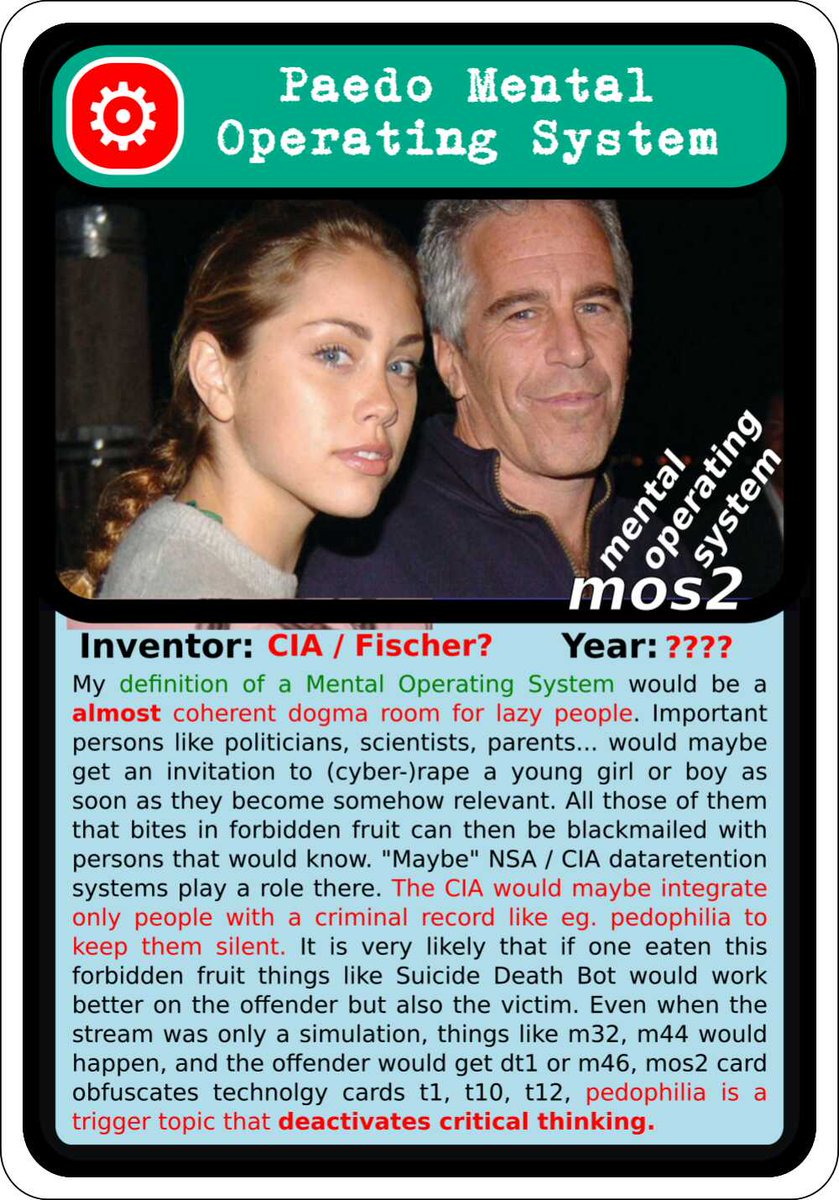 Paedo Mental
Operating System
mental
operating
system
mos2
Inventor: CIA / Fischer? Year: ????
My definition of a Mental Operating System would be a
almost coherent dogma room for lazy people. Important
persons like politicians, scientists, parents... would maybe
get an invitation to (cyber-)rape a young girl or boy as
soon as they become somehow relevant. All those of them
that bites in forbidden fruit can then be blackmailed with
persons that would know. "Maybe" NSA / CIA dataretention
systems play a role there. The CIA would maybe integrate
only people with a criminal record like eg. pedophilia to
keep them silent. It is very likely that if one eaten this
forbidden fruit things like Suicide Death Bot would work
better on the offender but also the victim. Even when the
stream was only a simulation, things like m32, m44 would
happen, and the offender would get dt1 or m46, mos2 card
obfuscates technolgy cards t1, t10, t12, pedophilia is a
trigger topic that deactivates critical thinking.